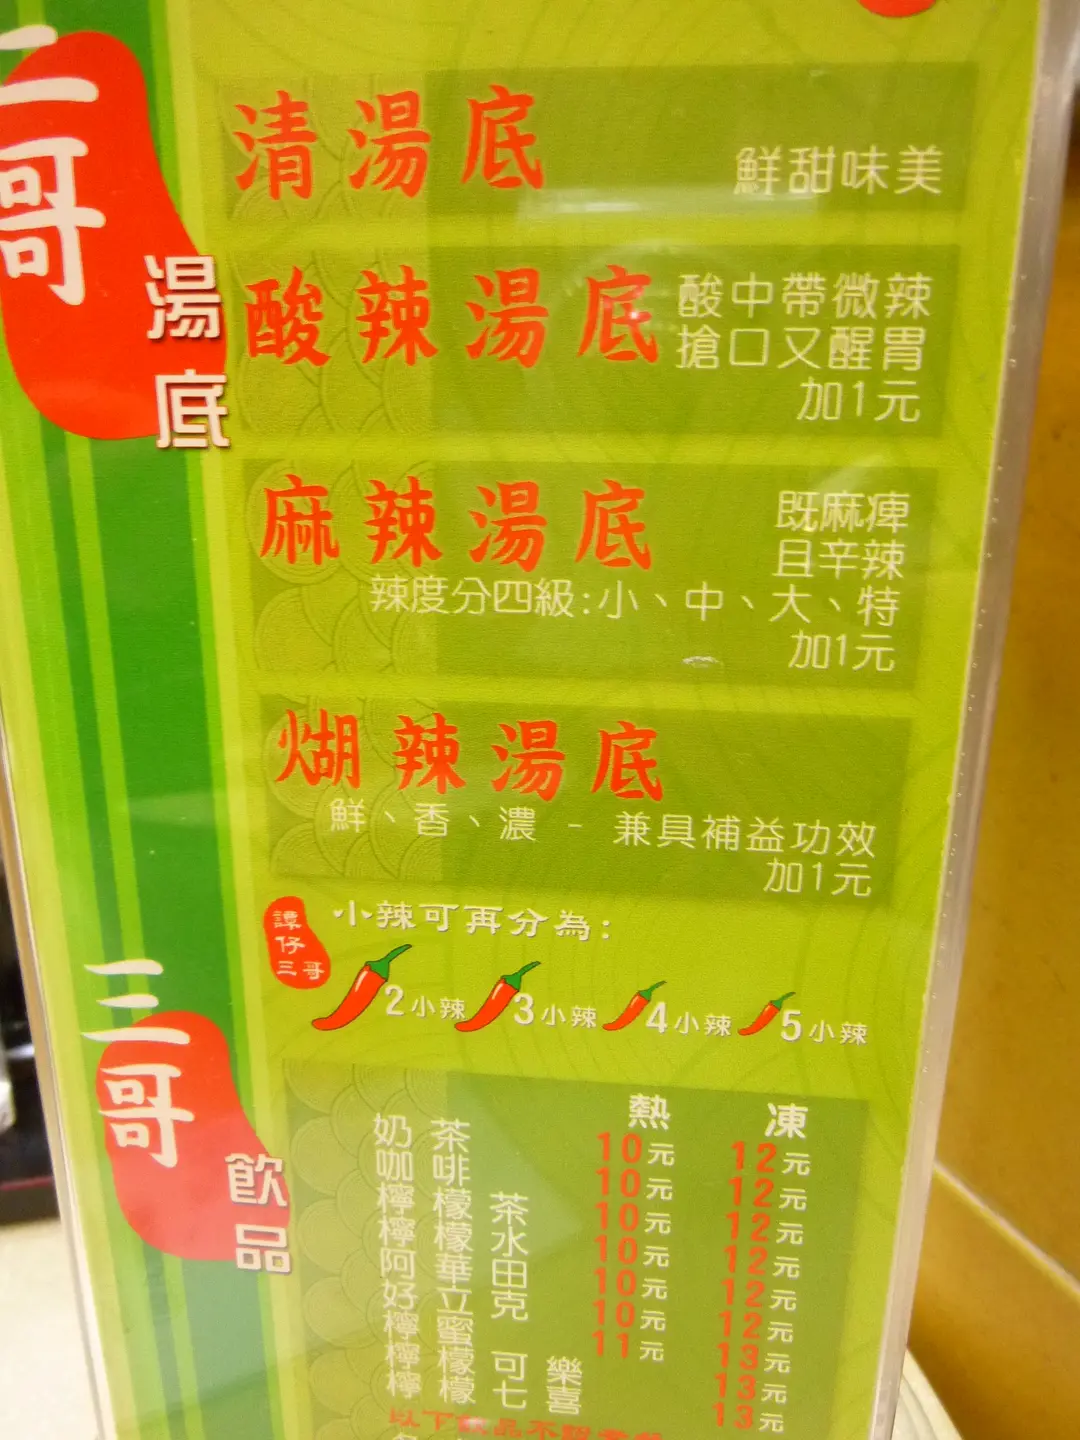 三哥
湯底
清湯底
鮮甜味美
酸辣湯底
酸中帶微辣
搶口又醒胃
加1元
麻辣湯底
既麻痺
且辛辣
辣度分四級:小、中、大、特
加1元
煳辣湯底
鮮、香、濃 - 兼具補益功效
加1元
譚仔三哥
小辣可再分為:
2小辣 3小辣 4小辣 5小辣
三哥
飲品
熱 凍
奶茶 10元 12元
咖啡 10元 12元
檸檬茶 10元 12元
檸檬水 10元 12元
阿華田 10元 12元
好立克 10元 12元
檸蜜 11元 13元
檸檬可樂 13元
檸檬七喜 13元
以下飲品不